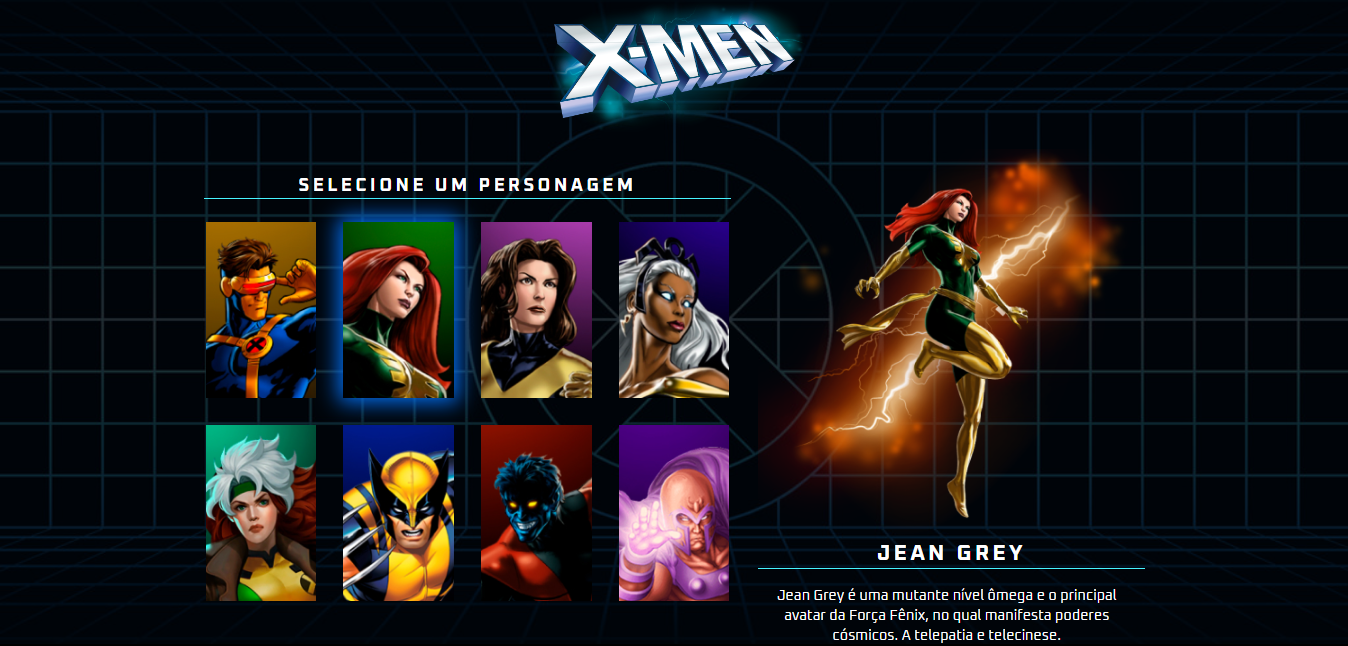 X-MEN
SELECIONE UM PERSONAGEM
JEAN GREY
Jean Grey é uma mutante nível ômega e o principal
avatar da Força Fênix, no qual manifesta poderes
cósmicos. A telepatia e telecinese.